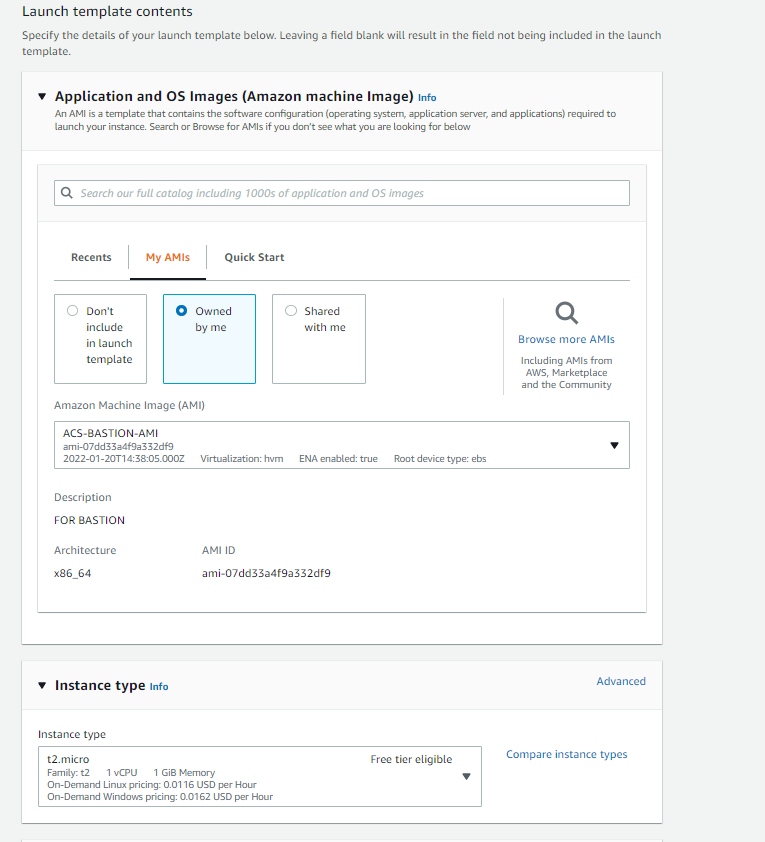 Launch template contents
Specify the details of your launch template below. Leaving a field blank will result in the field not being included in the launch
template.
Application and OS Images (Amazon machine Image) Info
An AMI is a template that contains the software configuration (operating system, application server, and applications) required to
launch your instance. Search or Browse for AMIs if you don't see what you are looking for below
Search our full catalog including 1000s of application and OS images
Recents My AMIs Quick Start
Don't
include
in launch
template
Owned
by me
Shared
with me
Browse more AMIs
Including AMIs from
AWS, Marketplace
and the Community
Amazon Machine Image (AMI)
ACS-BASTION-AMI
ami-07dd33a4f9a332df9
2022-01-20T14:38:05.000Z Virtualization: hvm ENA enabled: true Root device type: ebs
Description
FOR BASTION
Architecture AMI ID
x86_64 ami-07dd33a4f9a332df9
Instance type Info Advanced
Instance type
t2.micro Free tier eligible
Family: t2 1 vCPU 1 GiB Memory
On-Demand Linux pricing: 0.0116 USD per Hour
On-Demand Windows pricing: 0.0162 USD per Hour
Compare instance types